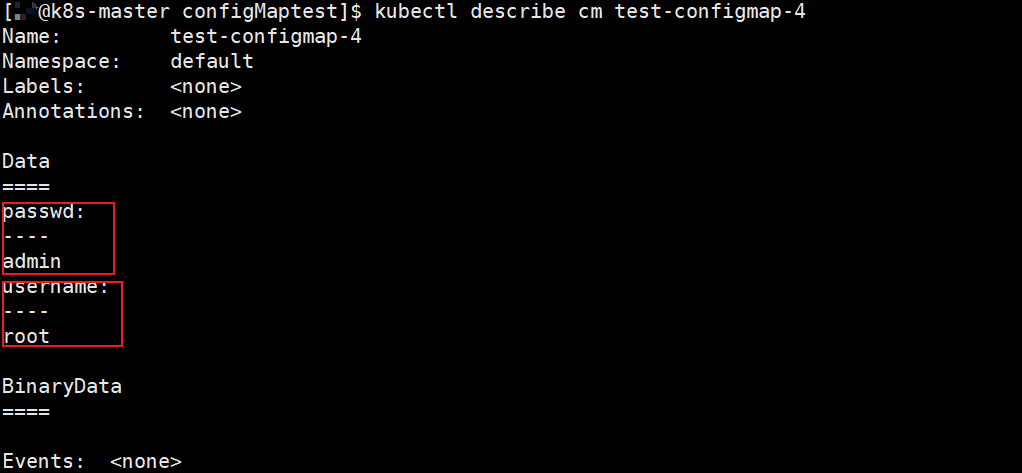 [@k8s-master configMaptest]$ kubectl describe cm test-configmap-4
Name:         test-configmap-4
Namespace:    default
Labels:       <none>
Annotations:  <none>
Data
====
passwd:
----
admin
username:
----
root
BinaryData
====
Events:  <none>